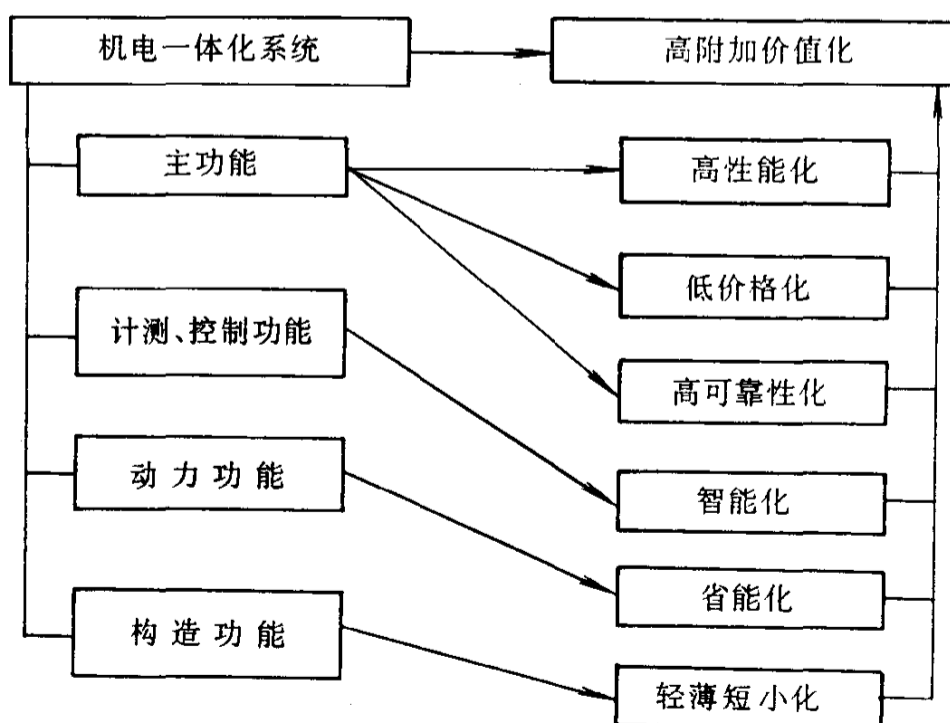 机电一体化系统
高附加价值化
主功能
高性能化
低价格化
计测、控制功能
高可靠性化
动力功能
智能化
省能化
构造功能
轻薄短小化